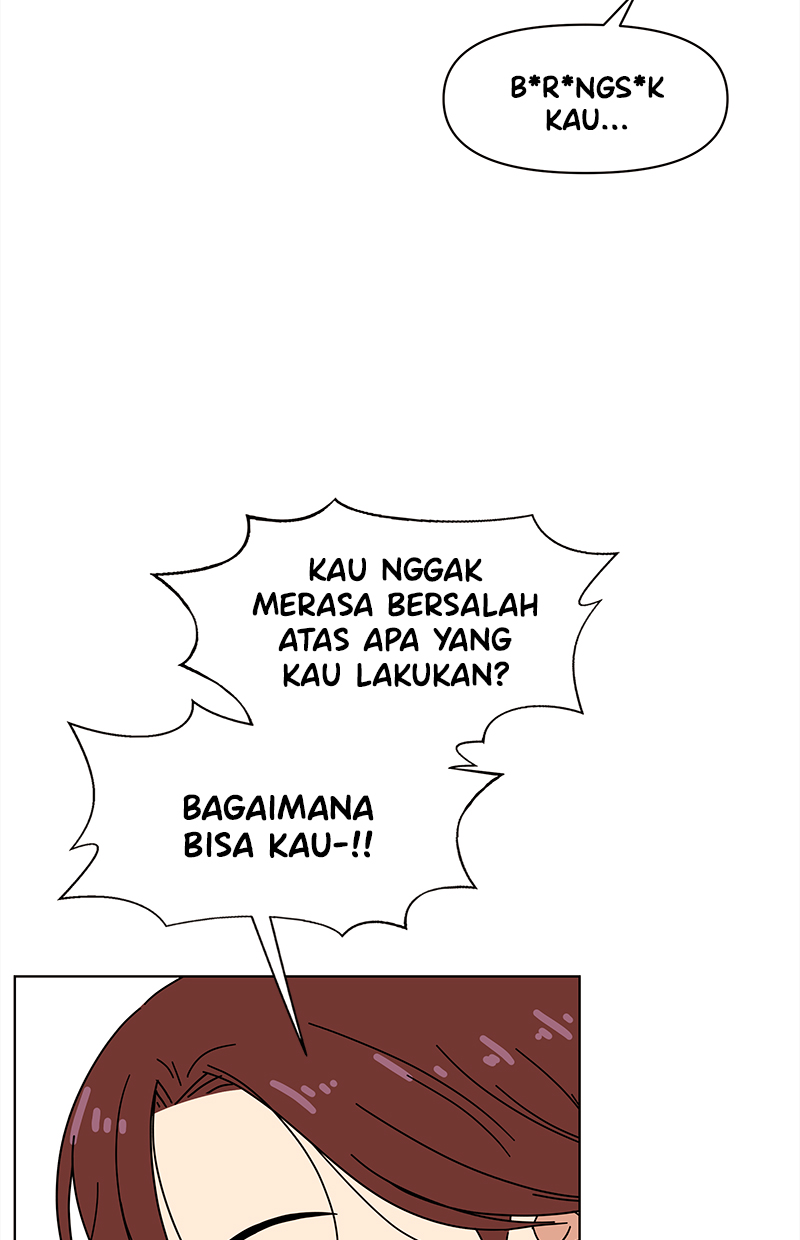 B*R*NGS*K
KAU...
KAU NGGAK
MERASA BERSALAH
ATAS APA YANG
KAU LAKUKAN?
BAGAIMANA
BISA KAU-!!